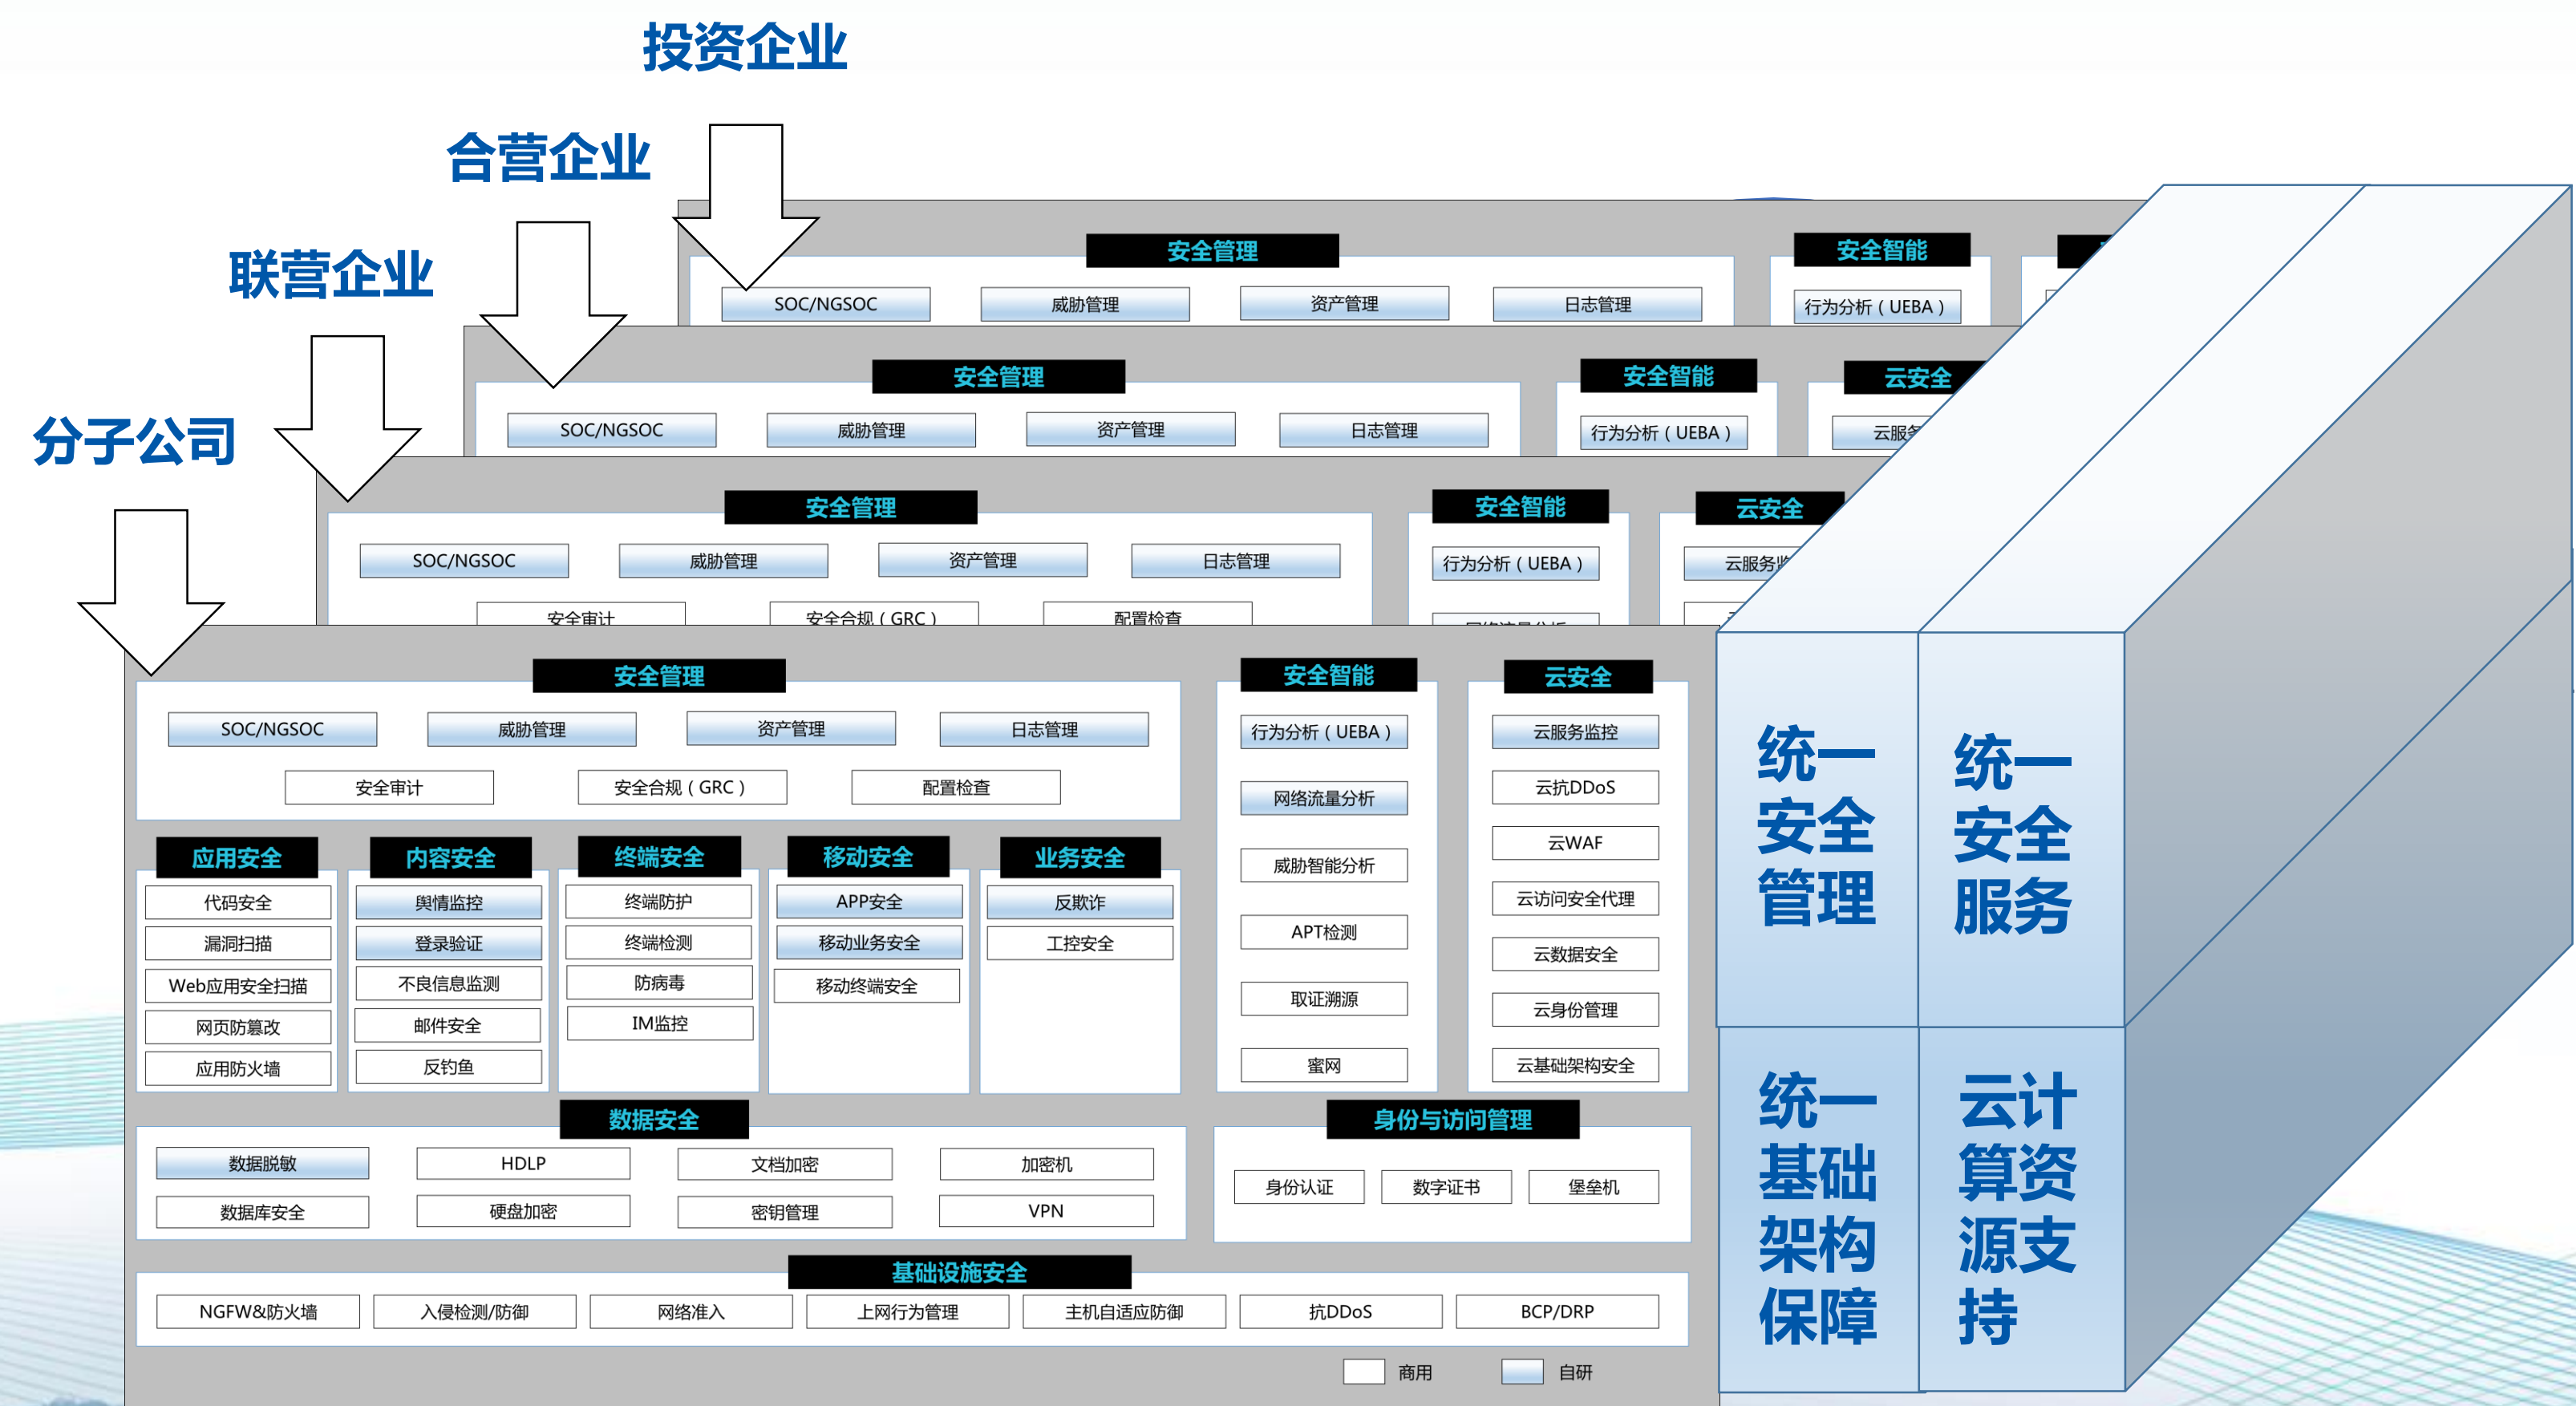 投资企业
合营企业
联营企业
分子公司
安全管理
安全智能
SOC/NGSOC
威胁管理
资产管理
日志管理
行为分析（UEBA）
安全管理
安全智能
云安全
SOC/NGSOC
威胁管理
资产管理
日志管理
行为分析（UEBA）
云服务
安全管理
安全智能
云安全
SOC/NGSOC
威胁管理
资产管理
日志管理
行为分析（UEBA）
云服务监
安全审计
安全合规（GRC）
配置检查
网络流量分析
安全管理
SOC/NGSOC
威胁管理
资产管理
日志管理
安全审计
安全合规（GRC）
配置检查
安全智能
行为分析（UEBA）
网络流量分析
威胁智能分析
APT检测
取证溯源
蜜网
云安全
云服务监控
云抗DDoS
云WAF
云访问安全代理
云数据安全
云身份管理
云基础架构安全
应用安全
代码安全
漏洞扫描
Web应用安全扫描
网页防篡改
应用防火墙
内容安全
舆情监控
登录验证
不良信息监测
邮件安全
反钓鱼
终端安全
终端防护
终端检测
防病毒
IM监控
移动安全
APP安全
移动业务安全
移动终端安全
业务安全
反欺诈
工控安全
数据安全
数据脱敏
HDLP
文档加密
加密机
数据库安全
硬盘加密
密钥管理
VPN
身份与访问管理
身份认证
数字证书
堡垒机
基础设施安全
NGFW&防火墙
入侵检测/防御
网络准入
上网行为管理
主机自适应防御
抗DDoS
BCP/DRP
商用
自研
统一
安全
管理
统一
安全
服务
统一
基础
架构
保障
云计
算资
源支
持